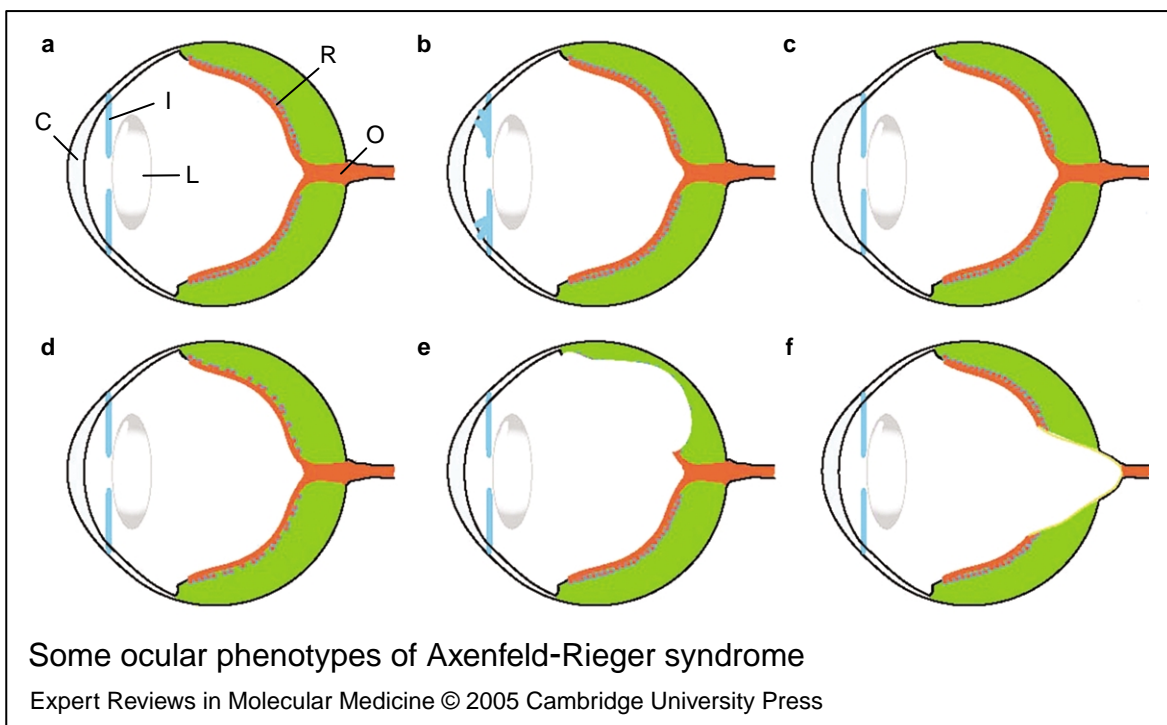 a
b
c
R
I
C
O
L
d
e
f
Some ocular phenotypes of Axenfeld-Rieger syndrome
Expert Reviews in Molecular Medicine © 2005 Cambridge University Press